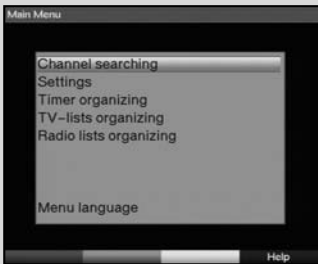 Main Menu
Channel searching
Settings
Timer organizing
TV-lists organizing
Radio lists organizing
Menu language
Help